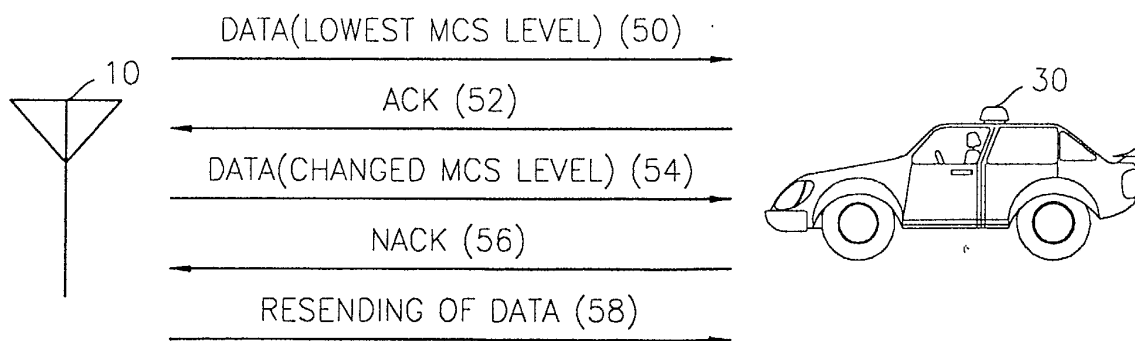 DATA(LOWEST MCS LEVEL) (50)
10
30
ACK (52)
DATA(CHANGED MCS LEVEL) (54)
NACK (56)
RESENDING OF DATA (58)